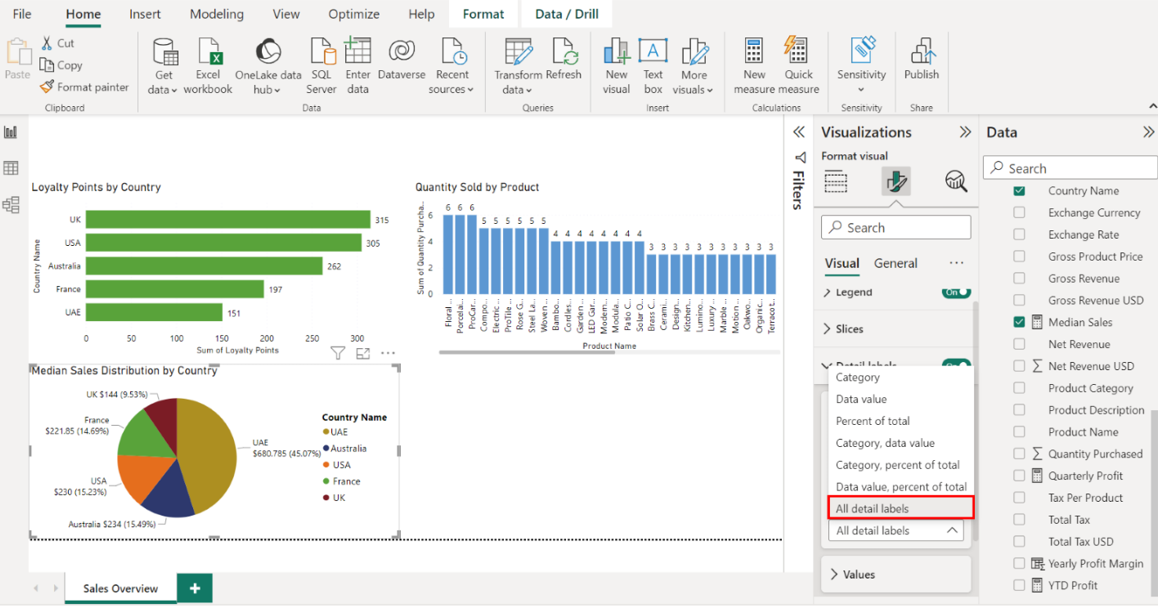 File Home Insert Modeling View Optimize Help Format Data / Drill
Paste
Cut
Copy
Format painter
Clipboard
Get data
Excel workbook
OneLake data hub
SQL Server
Enter data
Dataverse
Recent sources
Data
Transform data
Refresh
Queries
New visual
Text box
More visuals
Insert
New measure
Quick measure
Calculations
Sensitivity
Sensitivity
Publish
Share
Loyalty Points by Country
Country Name
UK 315
USA 305
Australia 262
France 197
UAE 151
0 50 100 150 200 250 300
Sum of Loyalty Points
Quantity Sold by Product
Sum of Quantity Purcha...
6
4
2
0
6 6 6 5 5 5 5 5 5 4 4 4 4 4 4 4 4 3 3 3 3 3 3 3 3 3 3 3
Floral ...
Porcelai...
ProCar...
Compo...
Electric ...
ProTile ...
Rose G...
Steel La...
Woven ...
Bambo...
Cordles...
Garden ...
LED Gar...
Modern...
Modula...
Patio C...
Solar O...
Brass C...
Cerami...
Design...
Kitchen...
Lumino...
Luxury ...
Marble ...
Motion ...
Oakwo...
Organic...
Terracot...
Product Name
Median Sales Distribution by Country
UK $144 (9.53%)
France
$221.85 (14.69%)
USA
$230 (15.23%)
Australia $234 (15.49%)
UAE
$680.785 (45.07%)
Country Name
UAE
Australia
USA
France
UK
Sales Overview
Filters
Visualizations
Format visual
Search
Visual General
Legend On
Slices
Detail labels On
Category
Data value
Percent of total
Category, data value
Category, percent of total
Data value, percent of total
All detail labels
All detail labels
Values
Data
Search
Country Name
Exchange Currency
Exchange Rate
Gross Product Price
Gross Revenue
Gross Revenue USD
Median Sales
Net Revenue
Net Revenue USD
Product Category
Product Description
Product Name
Quantity Purchased
Quarterly Profit
Tax Per Product
Total Tax
Total Tax USD
Yearly Profit Margin
YTD Profit